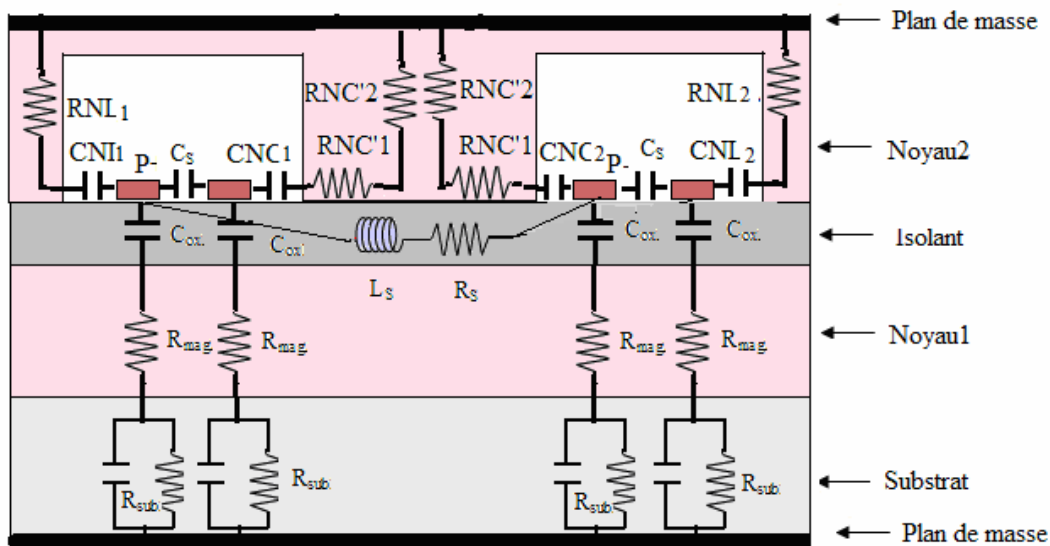 Plan de masse
RNL1
RNC'2
RNC'2
RNL2
CNI1
P-
CS
CNC1
RNC'1
RNC'1
CNC2
P-
CS
CNL2
Noyau2
Cox.
Cox
Cox.
Cox.
Isolant
LS
RS
Rmag.
Rmag.
Rmag.
Rmag.
Noyau1
Rsub.
Rsub.
Rsub.
Rsub.
Substrat
Plan de masse